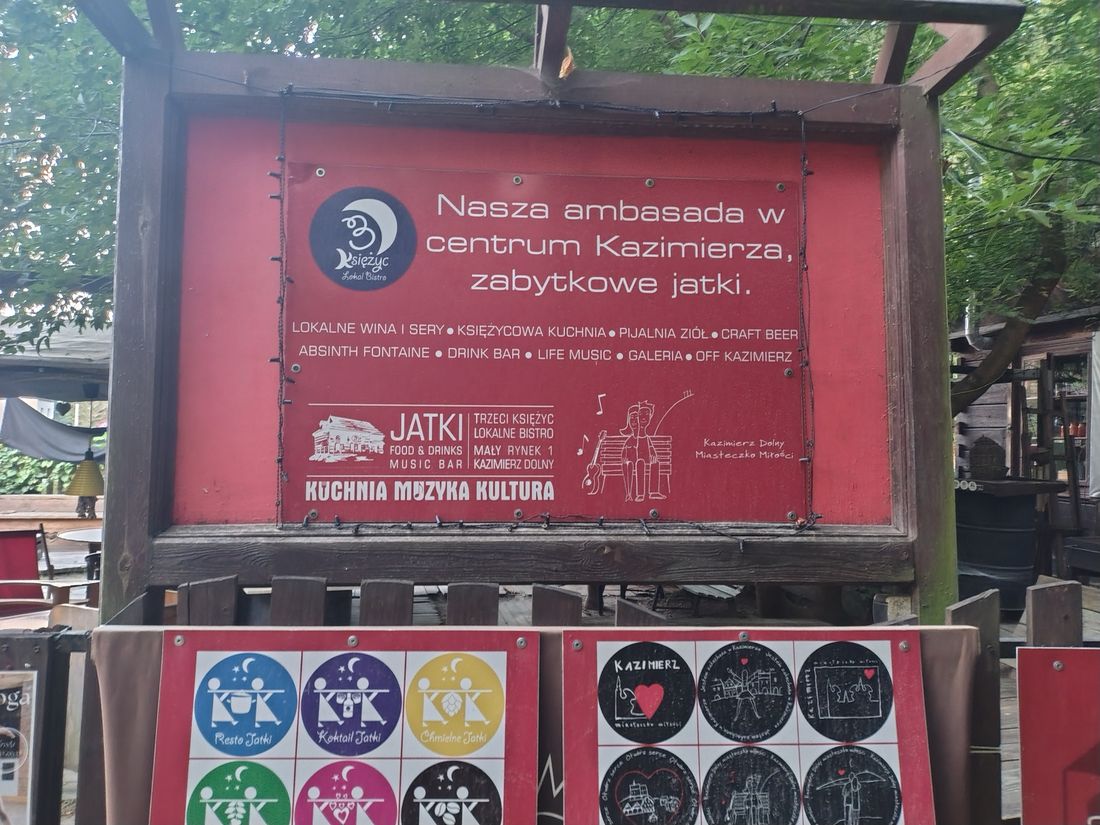 3
Księżyc
Lokal Bistro
Nasza ambasada w
centrum Kazimierza,
zabytkowe jatki.
LOKALNE WINA I SERY ● KSIĘŻYCOWA KUCHNIA ● PIJALNIA ZIÓŁ ● CRAFT BEER
ABSINTH FONTAINE ● DRINK BAR ● LIFE MUSIC ● GALERIA ● OFF KAZIMIERZ
JATKI
FOOD & DRINKS
MUSIC BAR
TRZECI KSIĘŻYC
LOKALNE BISTRO
MAŁY RYNEK 1
KAZIMIERZ DOLNY
KUCHNIA MUZYKA KULTURA
Kazimierz Dolny
Miasteczko Miłości
Resto Jatki
Koktail Jatki
Chmielne Jatki
KAZIMIERZ
miasteczko miłości